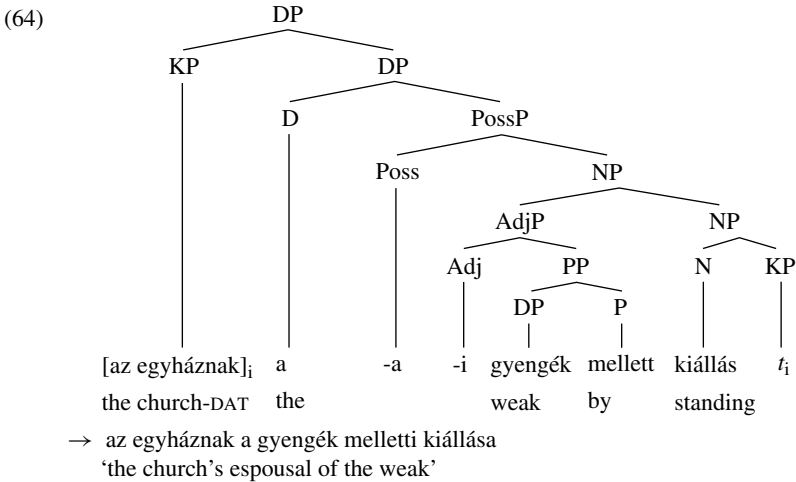 (64)
DP
KP DP
D PossP
Poss NP
AdjP NP
Adj PP N KP
DP P
[az egyháznak]i a -a -i gyengék mellett kiállás ti
the church-DAT the weak by standing
→ az egyháznak a gyengék melletti kiállása
‘the church’s espousal of the weak’